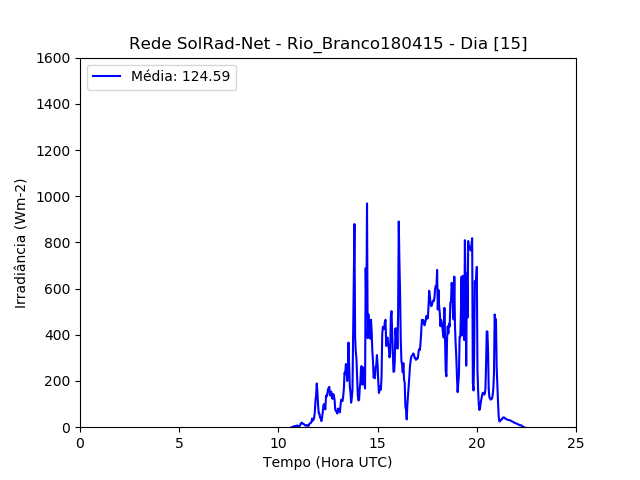 Rede SolRad-Net - Rio_Branco180415 - Dia [15]
Média: 124.59
Irradiância (Wm-2)
1600
1400
1200
1000
800
600
400
200
0
0 5 10 15 20 25
Tempo (Hora UTC)